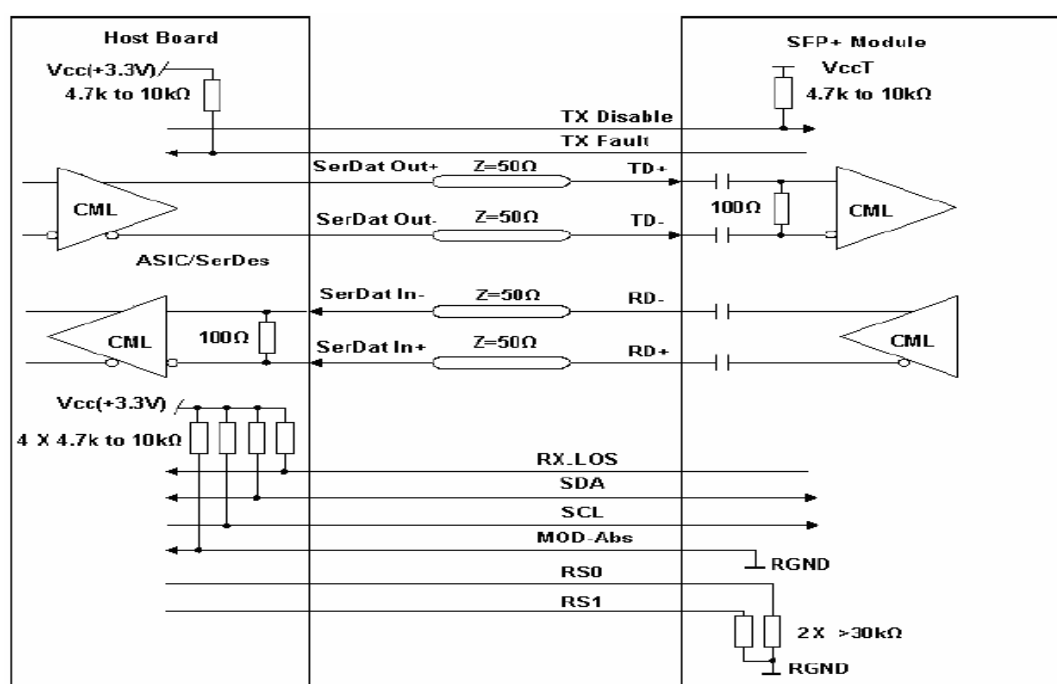 Host Board
SFP+ Module
Vcc(+3.3V)
4.7k to 10kΩ
VccT
4.7k to 10kΩ
TX Disable
TX Fault
SerDat Out+
Z=50Ω
TD+
CML
100Ω
CML
SerDat Out-
Z=50Ω
TD-
ASIC/SerDes
SerDat In-
Z=50Ω
RD-
100Ω
CML
CML
SerDat In+
Z=50Ω
RD+
Vcc(+3.3V)
4 X 4.7k to 10kΩ
RX_LOS
SDA
SCL
MOD-Abs
RGND
RS0
RS1
2X >30kΩ
RGND